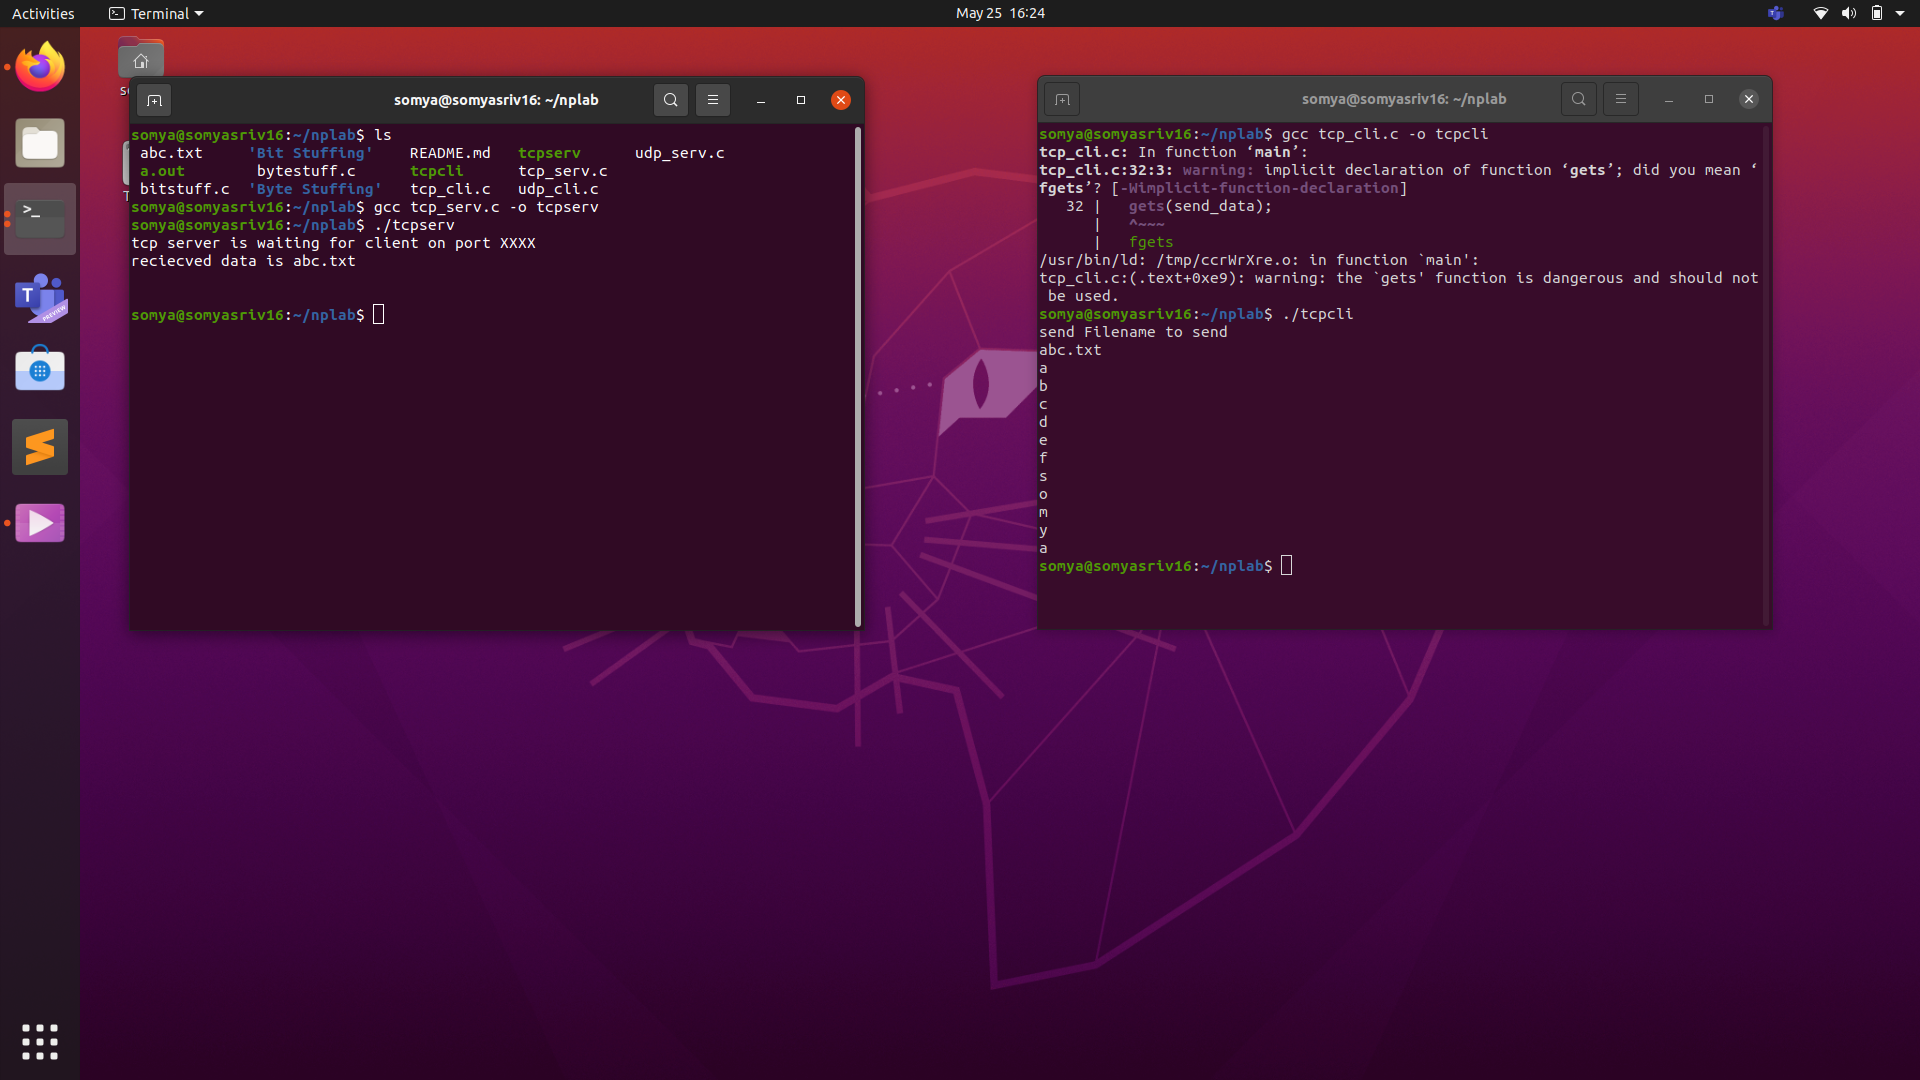 Activities Terminal May 25 16:24
somya@somyasriv16: ~/nplab
somya@somyasriv16:~/nplab$ ls
abc.txt 'Bit Stuffing' README.md tcpserv udp_serv.c
a.out bytestuff.c tcpcli tcp_serv.c
bitstuff.c 'Byte Stuffing' tcp_cli.c udp_cli.c
somya@somyasriv16:~/nplab$ gcc tcp_serv.c -o tcpserv
somya@somyasriv16:~/nplab$ ./tcpserv
tcp server is waiting for client on port XXXX
reciecved data is abc.txt
somya@somyasriv16:~/nplab$
somya@somyasriv16: ~/nplab
somya@somyasriv16:~/nplab$ gcc tcp_cli.c -o tcpcli
tcp_cli.c: In function ‘main’:
tcp_cli.c:32:3: warning: implicit declaration of function ‘gets’; did you mean ‘
fgets’? [-Wimplicit-function-declaration]
32 | gets(send_data);
| ^~~~
| fgets
/usr/bin/ld: /tmp/ccrWrXre.o: in function `main':
tcp_cli.c:(.text+0xe9): warning: the `gets' function is dangerous and should not
be used.
somya@somyasriv16:~/nplab$ ./tcpcli
send Filename to send
abc.txt
a
b
c
d
e
f
s
o
m
y
a
somya@somyasriv16:~/nplab$
>_
T
PREVIEW